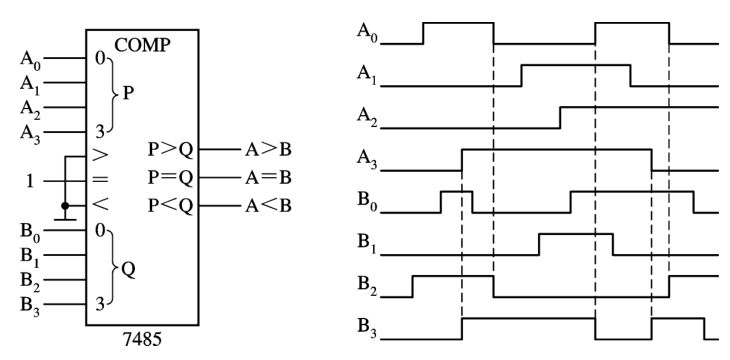 COMP
A₀ 0
A₁
P
A₂
A₃ 3
>
P>Q A>B
1 = P=Q A=B
< P<Q A<B
B₀ 0
B₁
Q
B₂
B₃ 3
7485
A₀
A₁
A₂
A₃
B₀
B₁
B₂
B₃